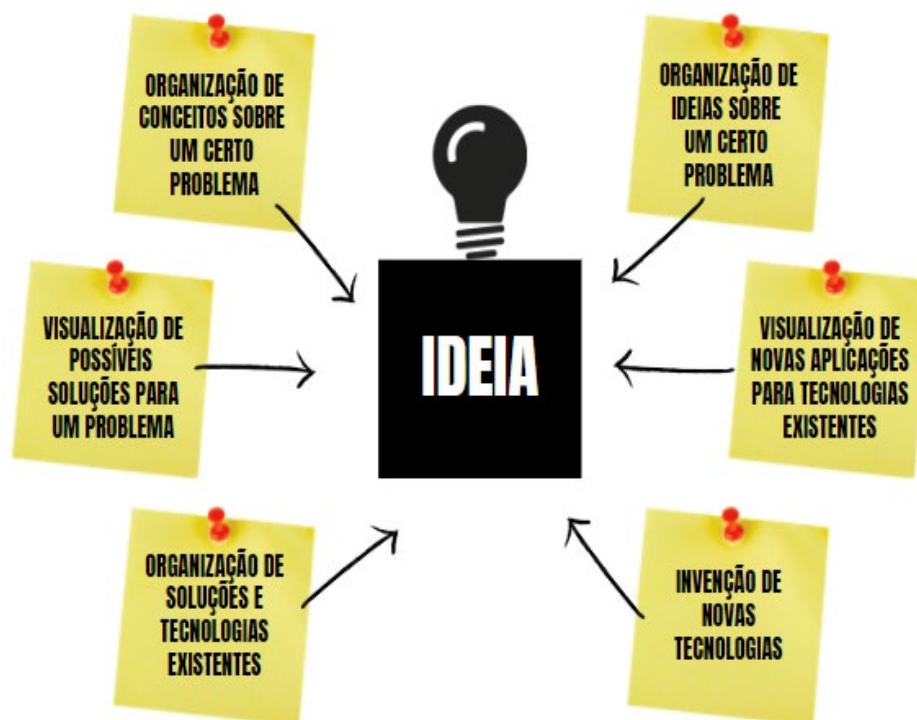 ORGANIZAÇÃO DE
CONCEITOS SOBRE
UM CERTO
PROBLEMA
ORGANIZAÇÃO DE
IDEIAS SOBRE
UM CERTO
PROBLEMA
VISUALIZAÇÃO DE
POSSÍVEIS
SOLUÇÕES PARA
UM PROBLEMA
IDEIA
VISUALIZAÇÃO DE
NOVAS APLICAÇÕES
PARA TECNOLOGIAS
EXISTENTES
ORGANIZAÇÃO DE
SOLUÇÕES E
TECNOLOGIAS
EXISTENTES
INVENÇÃO DE
NOVAS
TECNOLOGIAS